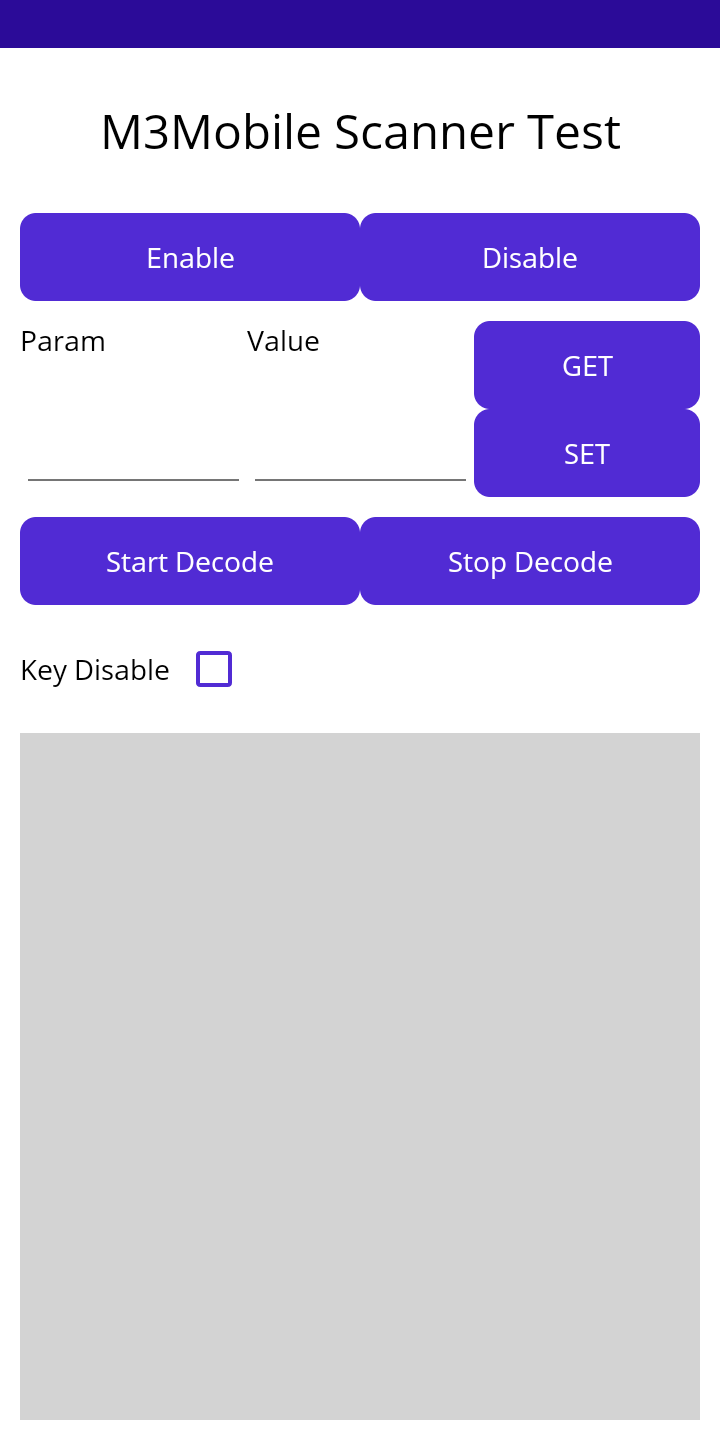 M3Mobile Scanner Test
Enable
Disable
Param
Value
GET
SET
Start Decode
Stop Decode
Key Disable